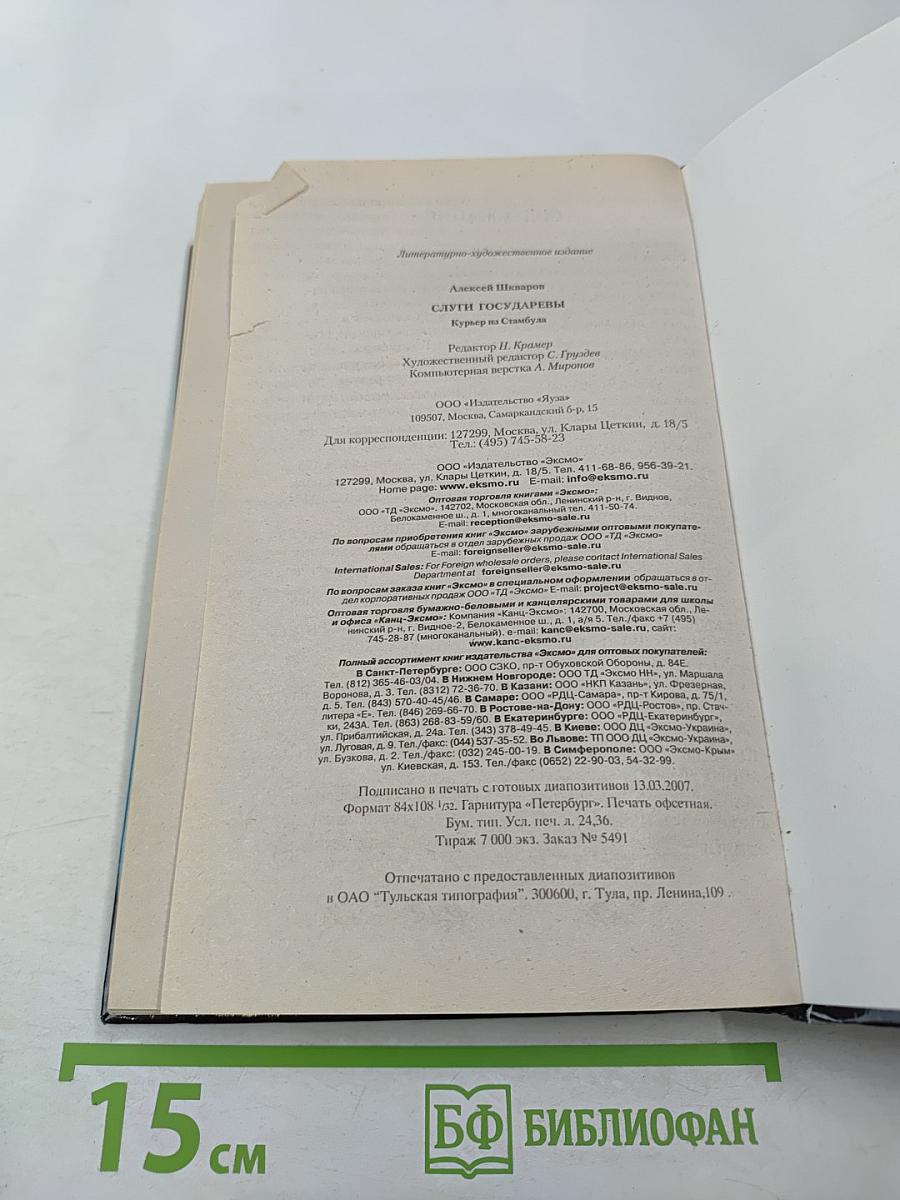 Литературно-художественное издание
Алексей Шкваров
СЛУГИ ГОСУДАРЕВЫ
Курьер из Стамбула
Редактор Н. Крамер
Художественный редактор С. Груздев
Компьютерная верстка А. Миронов
ООО «Издательство «Яуза»
109507, Москва, Самаркандский б-р, 15
Для корреспонденции: 127299, Москва, ул. Клары Цеткин, д. 18/5
Тел.: (495) 745-58-23
ООО «Издательство «Эксмо»
127299, Москва, ул. Клары Цеткин, д. 18/5. Тел. 411-68-86, 956-39-21.
Home page: www.eksmo.ru E-mail: info@eksmo.ru
Оптовая торговля книгами «Эксмо»:
ООО «ТД «Эксмо». 142702, Московская обл., Ленинский р-н, г. Видное,
Белокаменное ш., д. 1, многоканальный тел. 411-50-74.
E-mail: reception@eksmo-sale.ru
По вопросам приобретения книг «Эксмо» зарубежными оптовыми покупате-
лями обращаться в отдел зарубежных продаж ООО «ТД «Эксмо»
E-mail: foreignseller@eksmo-sale.ru
International Sales: For Foreign wholesale orders, please contact International Sales
Department at foreignseller@eksmo-sale.ru
По вопросам заказа книг «Эксмо» в специальном оформлении обращаться в от-
дел корпоративных продаж ООО «ТД «Эксмо» E-mail: project@eksmo-sale.ru
Оптовая торговля бумажно-беловыми и канцелярскими товарами для школы
и офиса «Канц-Эксмо»: Компания «Канц-Эксмо»: 142700, Московская обл., Ле-
нинский р-н, г. Видное-2, Белокаменное ш., д. 1, а/я 5. Тел./факс +7 (495)
745-28-87 (многоканальный). e-mail: kanc@eksmo-sale.ru, сайт:
www.kanc-eksmo.ru
Полный ассортимент книг издательства «Эксмо» для оптовых покупателей:
В Санкт-Петербурге: ООО СЗКО, пр-т Обуховской Обороны, д. 84Е.
Тел. (812) 365-46-03/04. В Нижнем Новгороде: ООО ТД «Эксмо НН», ул. Маршала
Воронова, д. 3. Тел. (8312) 72-36-70. В Казани: ООО «НКП Казань», ул. Фрезерная,
д. 5. Тел. (843) 570-40-45/46. В Самаре: ООО «РДЦ-Самара», пр-т Кирова, д. 75/1,
литера «Е». Тел. (846) 269-66-70. В Ростове-на-Дону: ООО «РДЦ-Ростов», пр. Стач-
ки, 243А. Тел. (863) 268-83-59/60. В Екатеринбурге: ООО «РДЦ-Екатеринбург»,
ул. Прибалтийская, д. 24а. Тел. (343) 378-49-45. В Киеве: ООО ДЦ «Эксмо-Украина»,
ул. Луговая, д. 9. Тел./факс: (044) 537-35-52. Во Львове: ТП ООО ДЦ «Эксмо-Украина»,
ул. Бузкова, д. 2. Тел./факс: (032) 245-00-19. В Симферополе: ООО «Эксмо-Крым»
ул. Киевская, д. 153. Тел./факс (0652) 22-90-03, 54-32-99.
Подписано в печать с готовых диапозитивов 13.03.2007.
Формат 84x108 1/32. Гарнитура «Петербург». Печать офсетная.
Бум. тип. Усл. печ. л. 24,36.
Тираж 7 000 экз. Заказ № 5491
Отпечатано с предоставленных диапозитивов
в ОАО “Тульская типография”. 300600, г. Тула, пр. Ленина,109 .
15 см
БФ БИБЛИОФАН